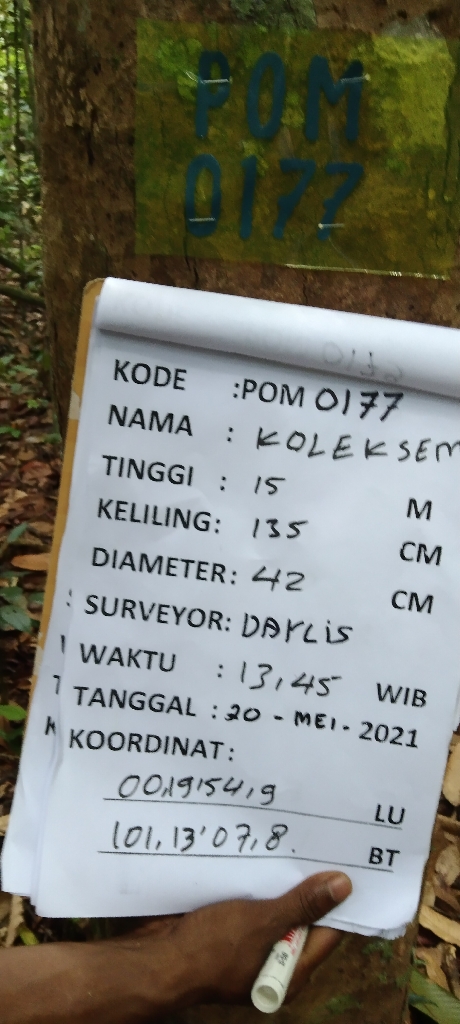 POM
0177
KODE :POM 0177
NAMA : KOLEKSEM
TINGGI : 15 M
KELILING: 135 CM
DIAMETER: 42 CM
SURVEYOR: DAYLIS
WAKTU : 13,45 WIB
TANGGAL : 20 - MEI - 2021
KOORDINAT:
00,19'54,9 LU
101,13'07,8. BT